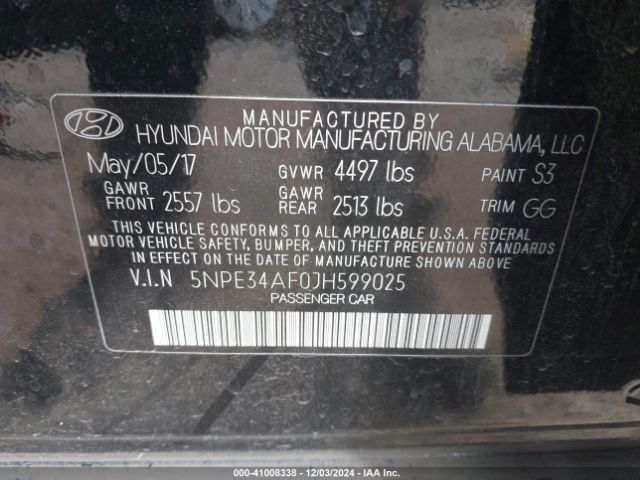 MANUFACTURED BY
HYUNDAI MOTOR MANUFACTURING ALABAMA, LLC
May/05/17 GVWR 4497 lbs PAINT S3
GAWR FRONT 2557 lbs GAWR REAR 2513 lbs TRIM GG
THIS VEHICLE CONFORMS TO ALL APPLICABLE U.S.A. FEDERAL
MOTOR VEHICLE SAFETY, BUMPER, AND THEFT PREVENTION STANDARDS
IN EFFECT ON THE DATE OF MANUFACTURE SHOWN ABOVE.
V.I.N 5NPE34AF0JH599025
PASSENGER CAR
000-41008338 - 12/03/2024 - IAA Inc.